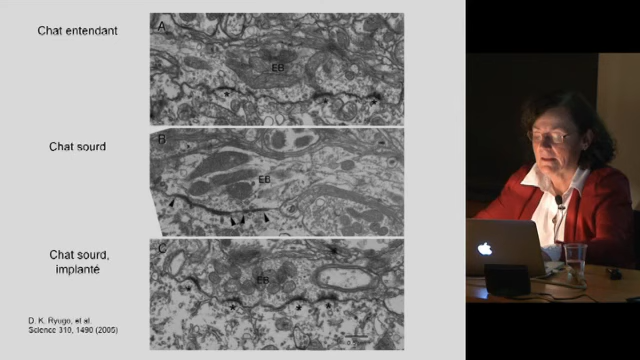 Chat entendant
A
EB
* * *
Chat sourd
B
EB
Chat sourd,
implanté
C
EB
* * * *
D. K. Ryugo, et al.
Science 310, 1490 (2005)